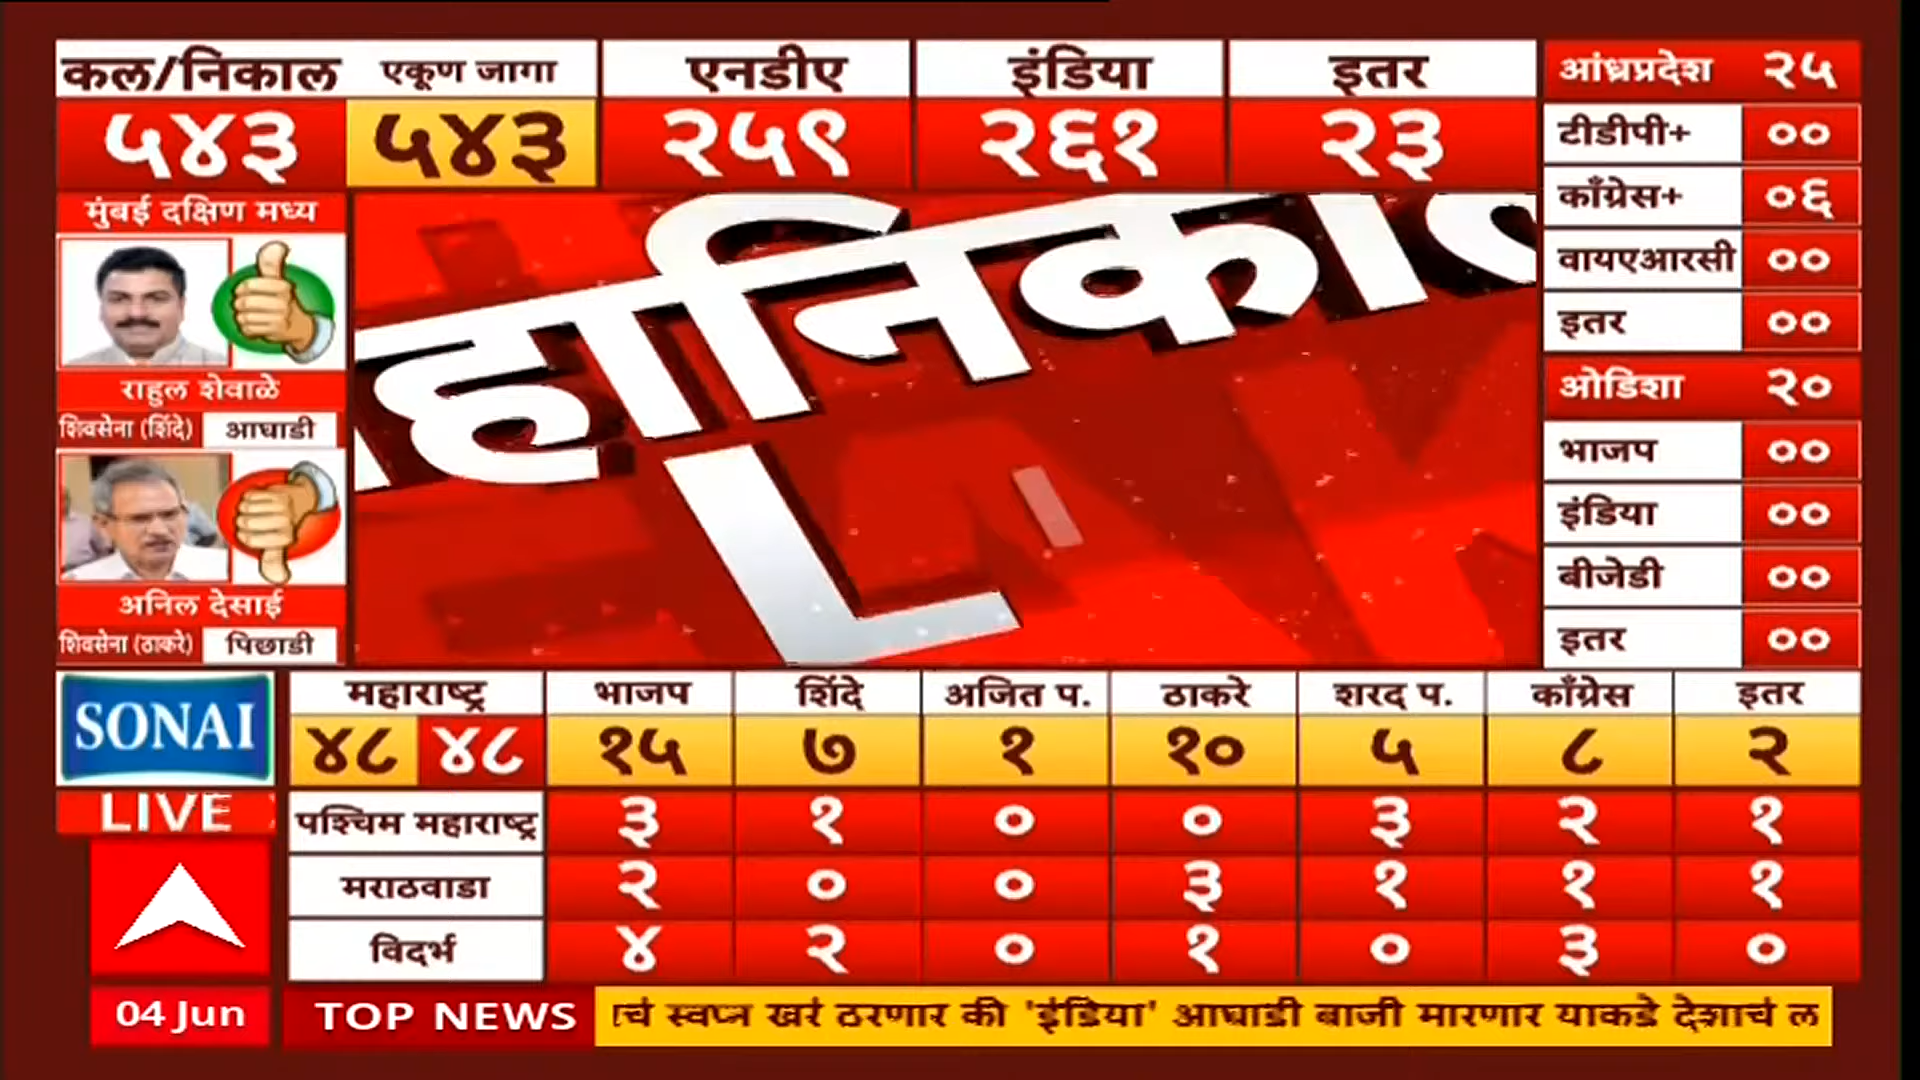 कल/निकाल एकूण जागा एनडीए इंडिया इतर
५४३ ५४३ २५९ २६१ २३
आंध्रप्रदेश २५
टीडीपी+ ००
काँग्रेस+ ०६
वायएआरसी ००
इतर ००
ओडिशा २०
भाजप ००
इंडिया ००
बीजेडी ००
इतर ००
मुंबई दक्षिण मध्य
राहुल शेवाळे
शिवसेना (शिंदे) आघाडी
अनिल देसाई
शिवसेना (ठाकरे) पिछाडी
हानिकाल
L
SONAI
महाराष्ट्र भाजप शिंदे अजित प. ठाकरे शरद प. काँग्रेस इतर
४८ ४८ १५ ७ १ १० ५ ८ २
पश्चिम महाराष्ट्र ३ १ ० ० ३ २ १
मराठवाडा २ ० ० ३ १ १ १
विदर्भ ४ २ ० १ ० ३ ०
LIVE
04 Jun
TOP NEWS
चं स्वप्न खरं ठरणार की 'इंडिया' आघाडी बाजी मारणार याकडे देशाचं ल